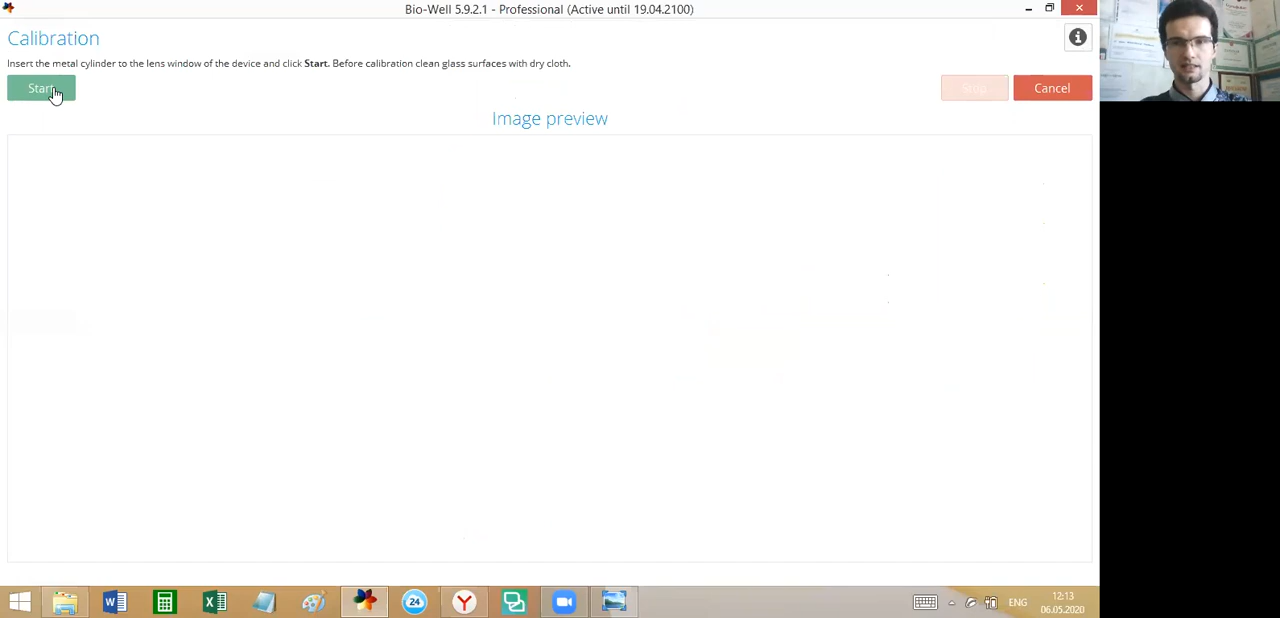 Bio-Well 5.9.2.1 - Professional (Active until 19.04.2100)
Calibration
Insert the metal cylinder to the lens window of the device and click Start. Before calibration clean glass surfaces with dry cloth.
Start
Stop
Cancel
Image preview
24
ENG
12:13
06.05.2020